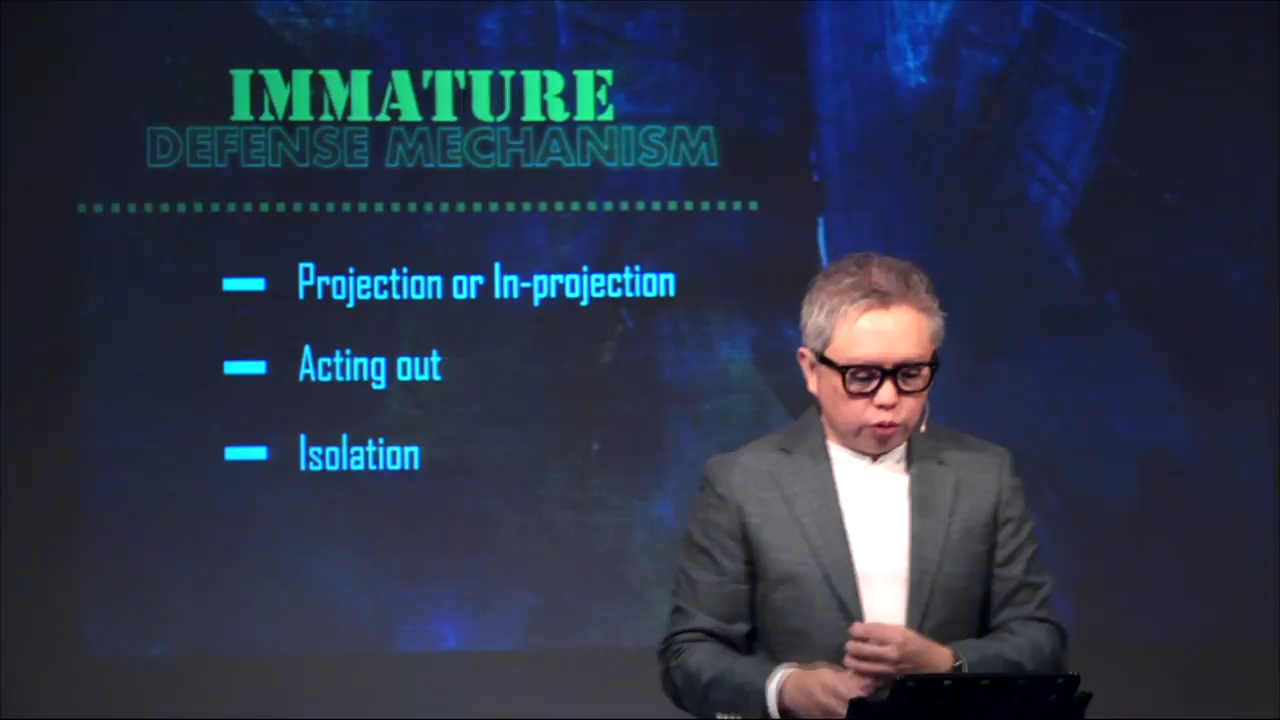 IMMATURE
DEFENSE MECHANISM
Projection or In-projection
Acting out
Isolation